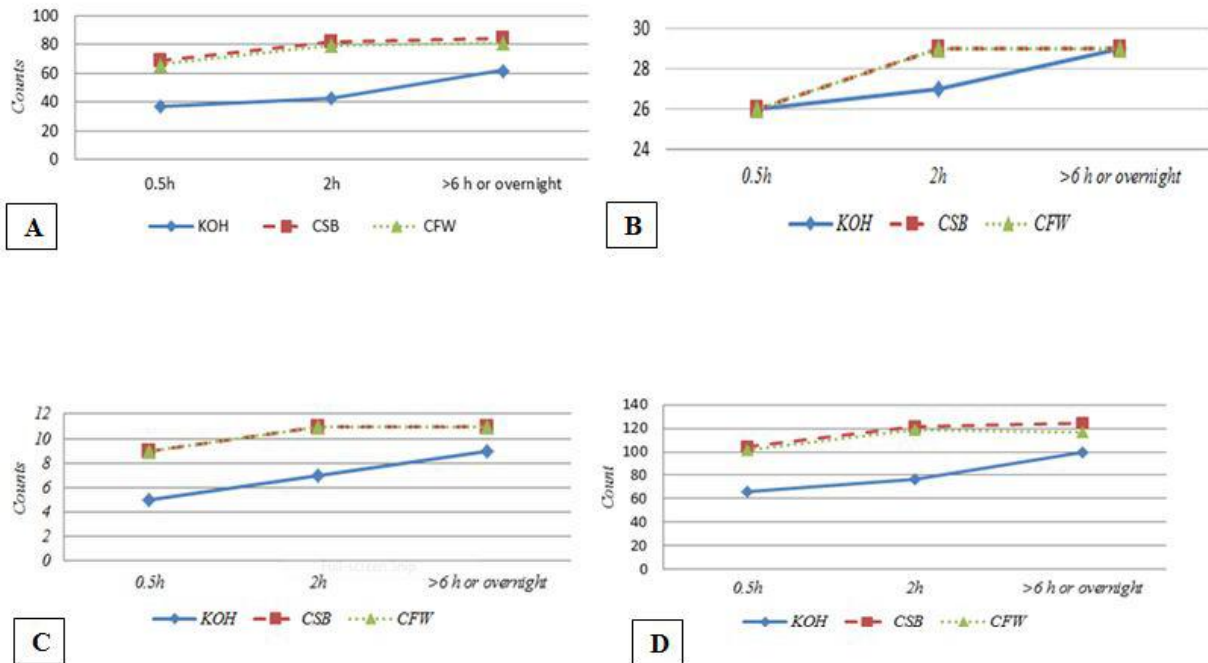 100
80
60
40
20
0
Counts
0.5h 2h >6 h or overnight
KOH CSB CFW
A
30
28
26
24
0.5h 2h >6 h or overnight
KOH CSB CFW
B
12
10
8
6
4
2
0
Counts
0.5h 2h >6 h or overnight
KOH CSB CFW
C
140
120
100
80
60
40
20
0
Count
0.5h 2h >6 h or overnight
KOH CSB CFW
D